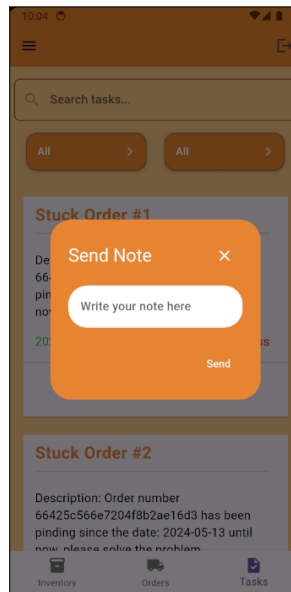 10:04
Search tasks...
All
All
Stuck Order #1
Send Note
De
66
pin
Write your note here
no
20
ss
Send
Stuck Order #2
Description: Order number
66425c566e7204f8b2ae16d3 has been
pinding since the date: 2024-05-13 until
now, please solve the problem
Inventory
Orders
Tasks